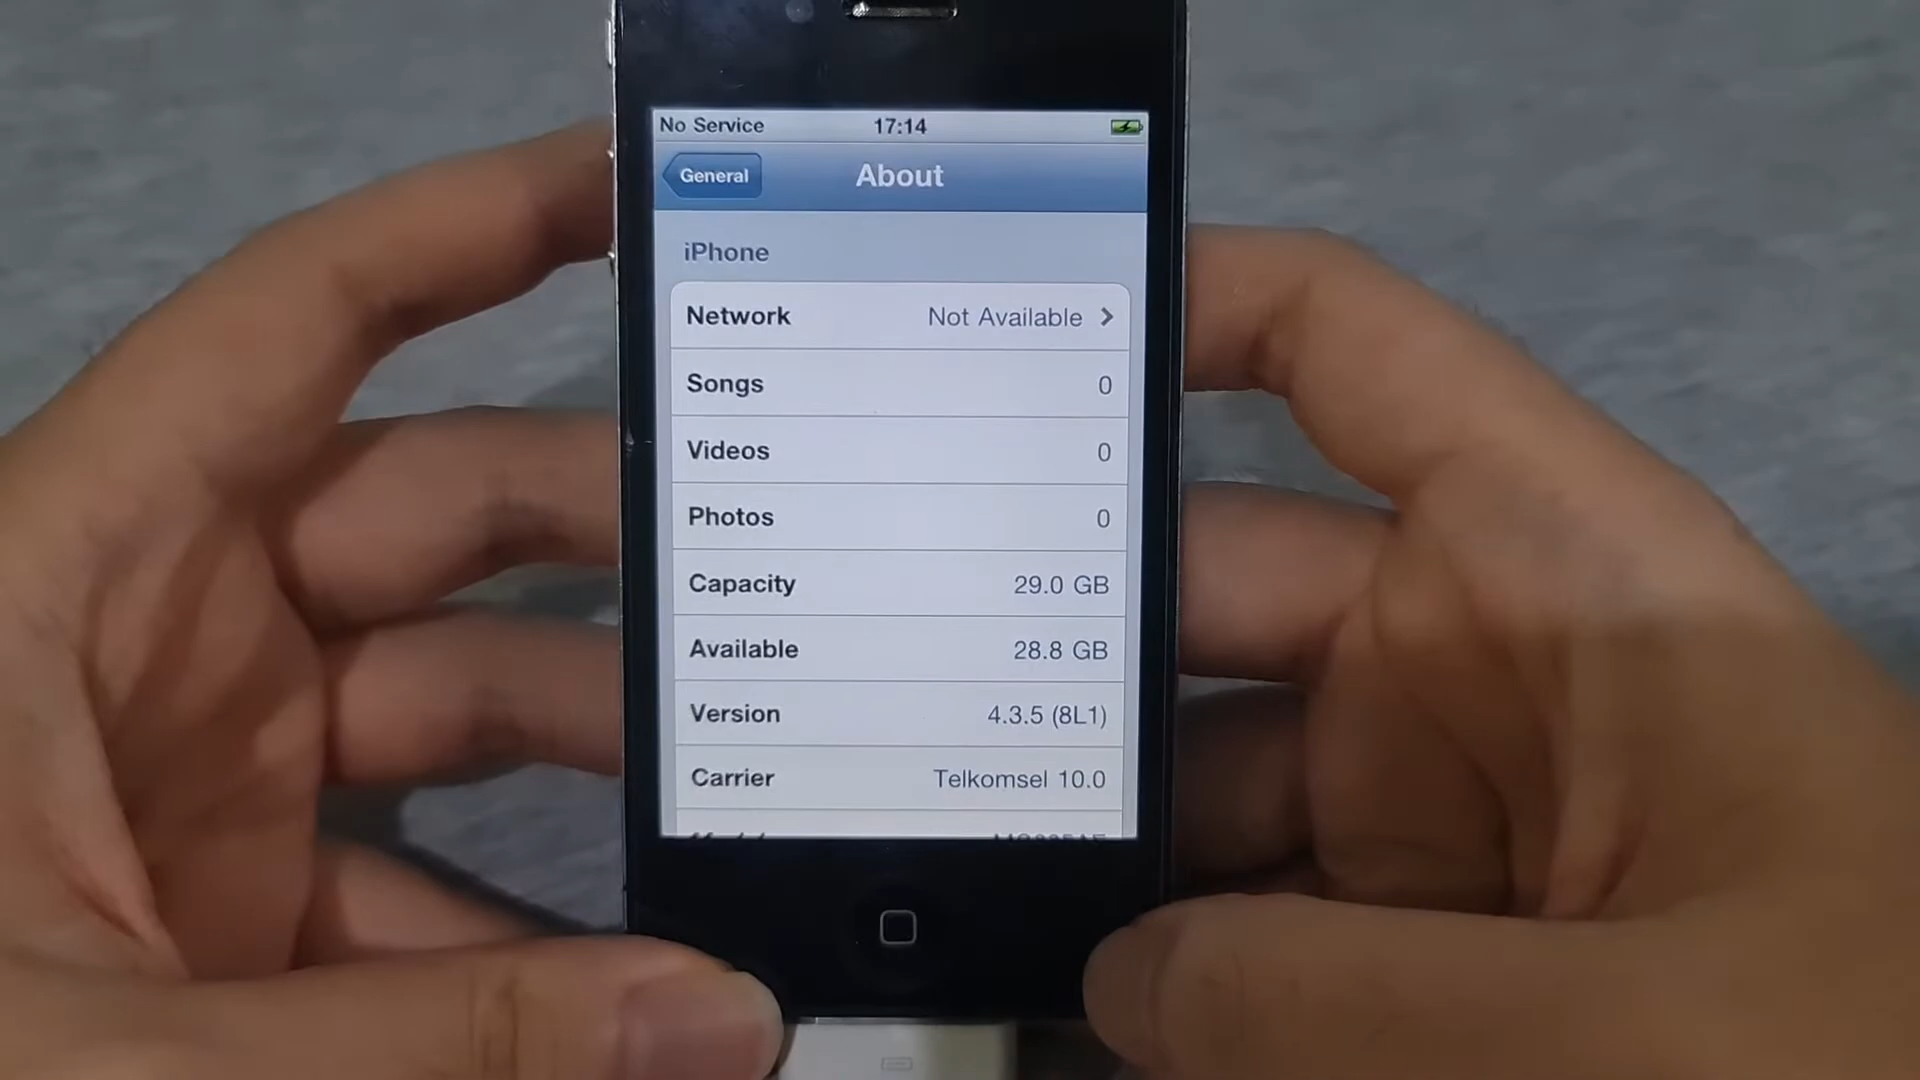 No Service 17:14
General About
iPhone
Network Not Available
Songs 0
Videos 0
Photos 0
Capacity 29.0 GB
Available 28.8 GB
Version 4.3.5 (8L1)
Carrier Telkomsel 10.0